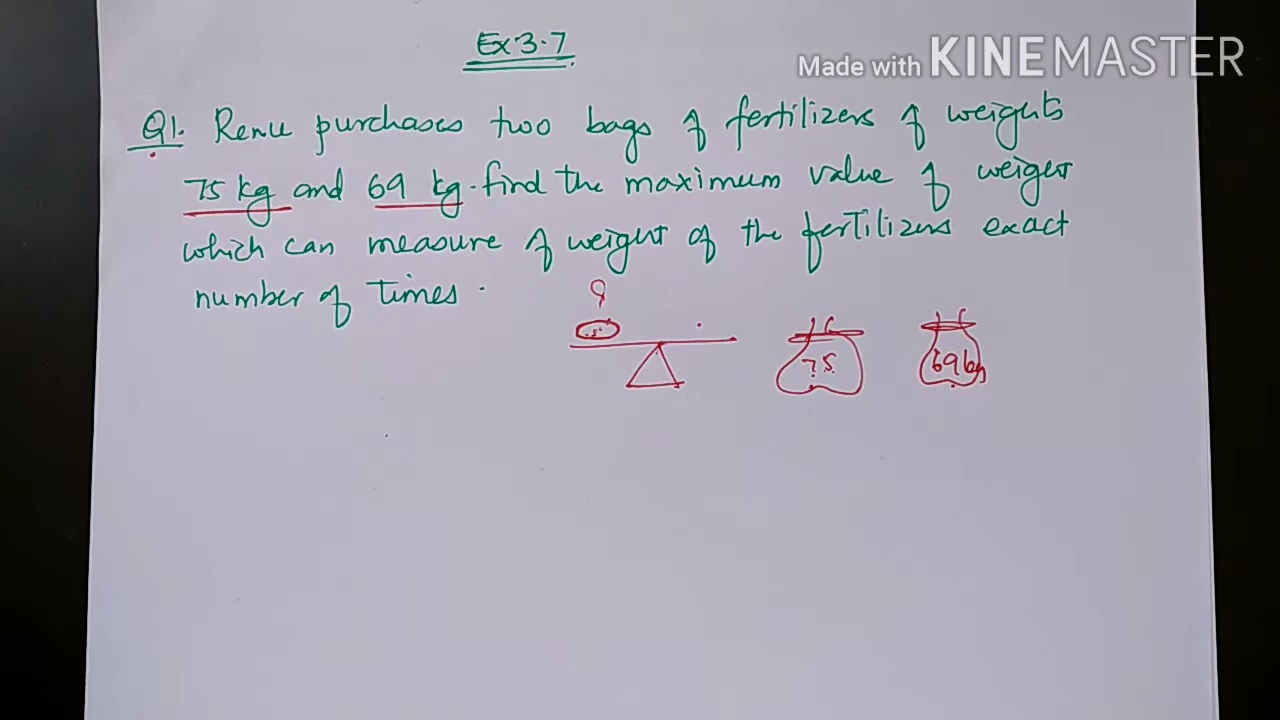 Ex 3.7
Made with KINEMASTER
Q1. Renu purchases two bags of fertilizers of weights
75 kg and 69 kg. find the maximum value of weight
which can measure of weight of the fertilizers exact
number of times.
75
69 kg